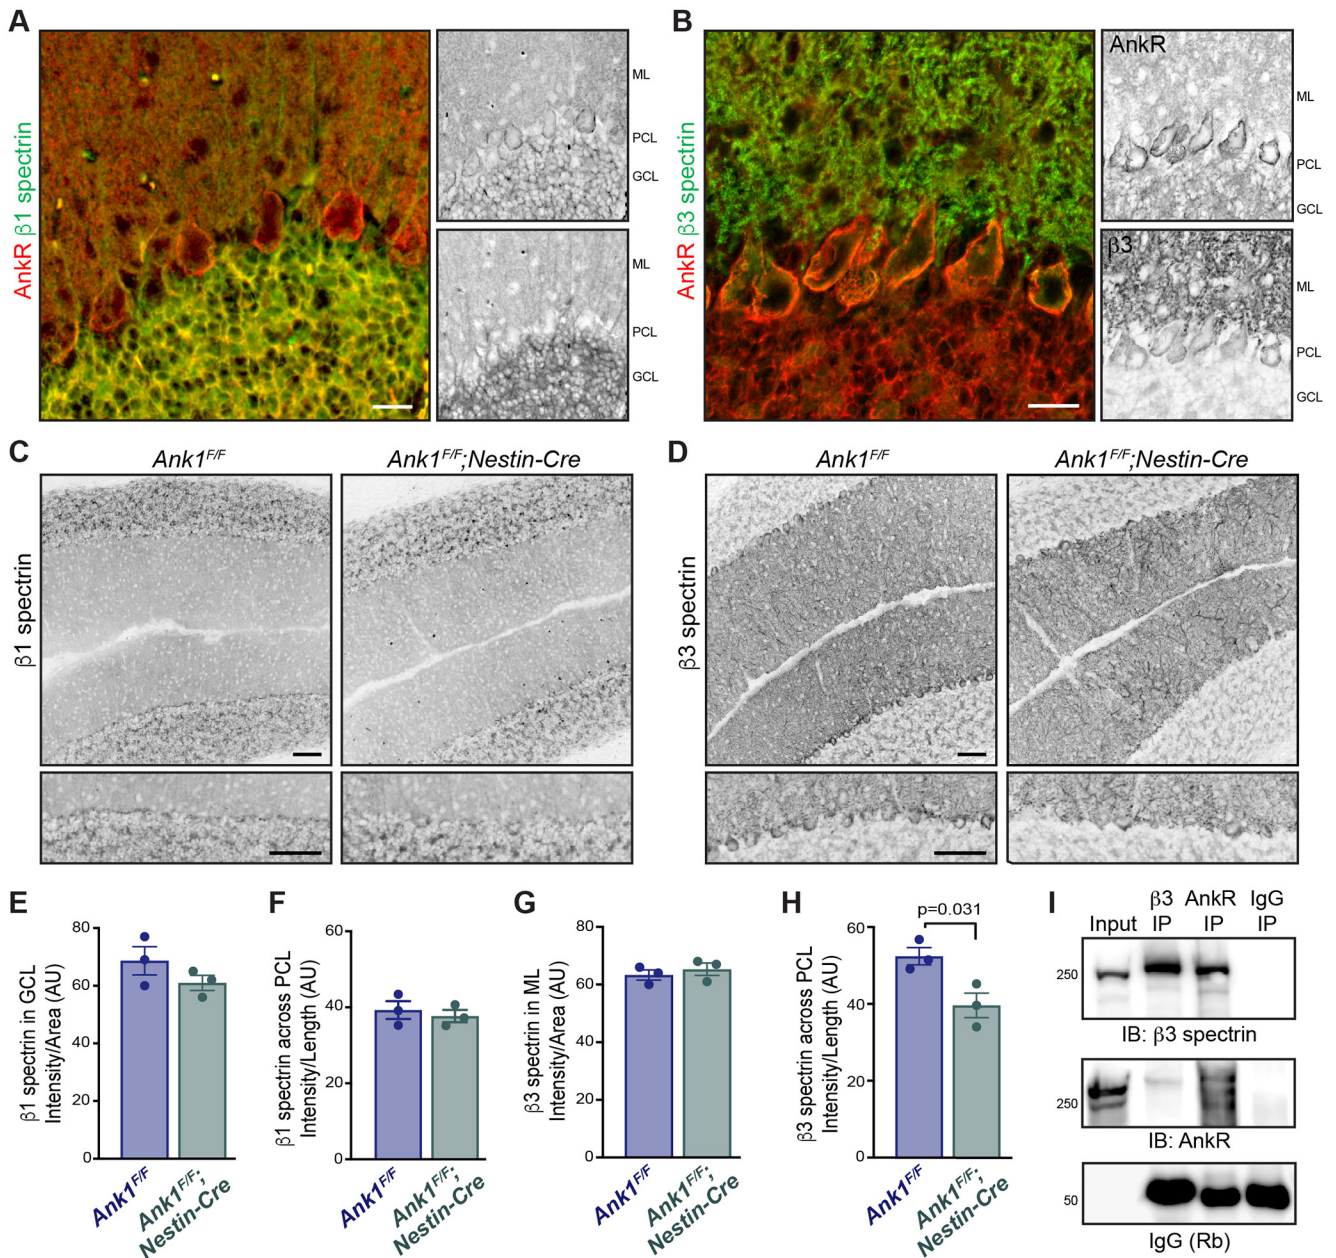 A
AnkR β1 spectrin
ML
PCL
GCL
ML
PCL
GCL
B
AnkR β3 spectrin
AnkR
ML
PCL
GCL
β3
ML
PCL
GCL
C
Ank1F/F
Ank1F/F;Nestin-Cre
β1 spectrin
D
Ank1F/F
Ank1F/F;Nestin-Cre
β3 spectrin
E
β1 spectrin in GCL
Intensity/Area (AU)
80
60
40
20
0
Ank1F/F
Ank1F/F;
Nestin-Cre
F
β1 spectrin across PCL
Intensity/Length (AU)
60
40
20
0
Ank1F/F
Ank1F/F;
Nestin-Cre
G
β3 spectrin in ML
Intensity/Area (AU)
80
60
40
20
0
Ank1F/F
Ank1F/F;
Nestin-Cre
H
β3 spectrin across PCL
Intensity/Length (AU)
p=0.031
60
40
20
0
Ank1F/F
Ank1F/F;
Nestin-Cre
I
β3 AnkR IgG
Input IP IP IP
250
IB: β3 spectrin
250
IB: AnkR
50
IgG (Rb)